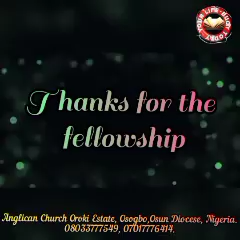 Thanks for the
fellowship
Anglican Church Oroki Estate, Osogbo,Osun Diocese, Nigeria.
08033777549, 07017776414.